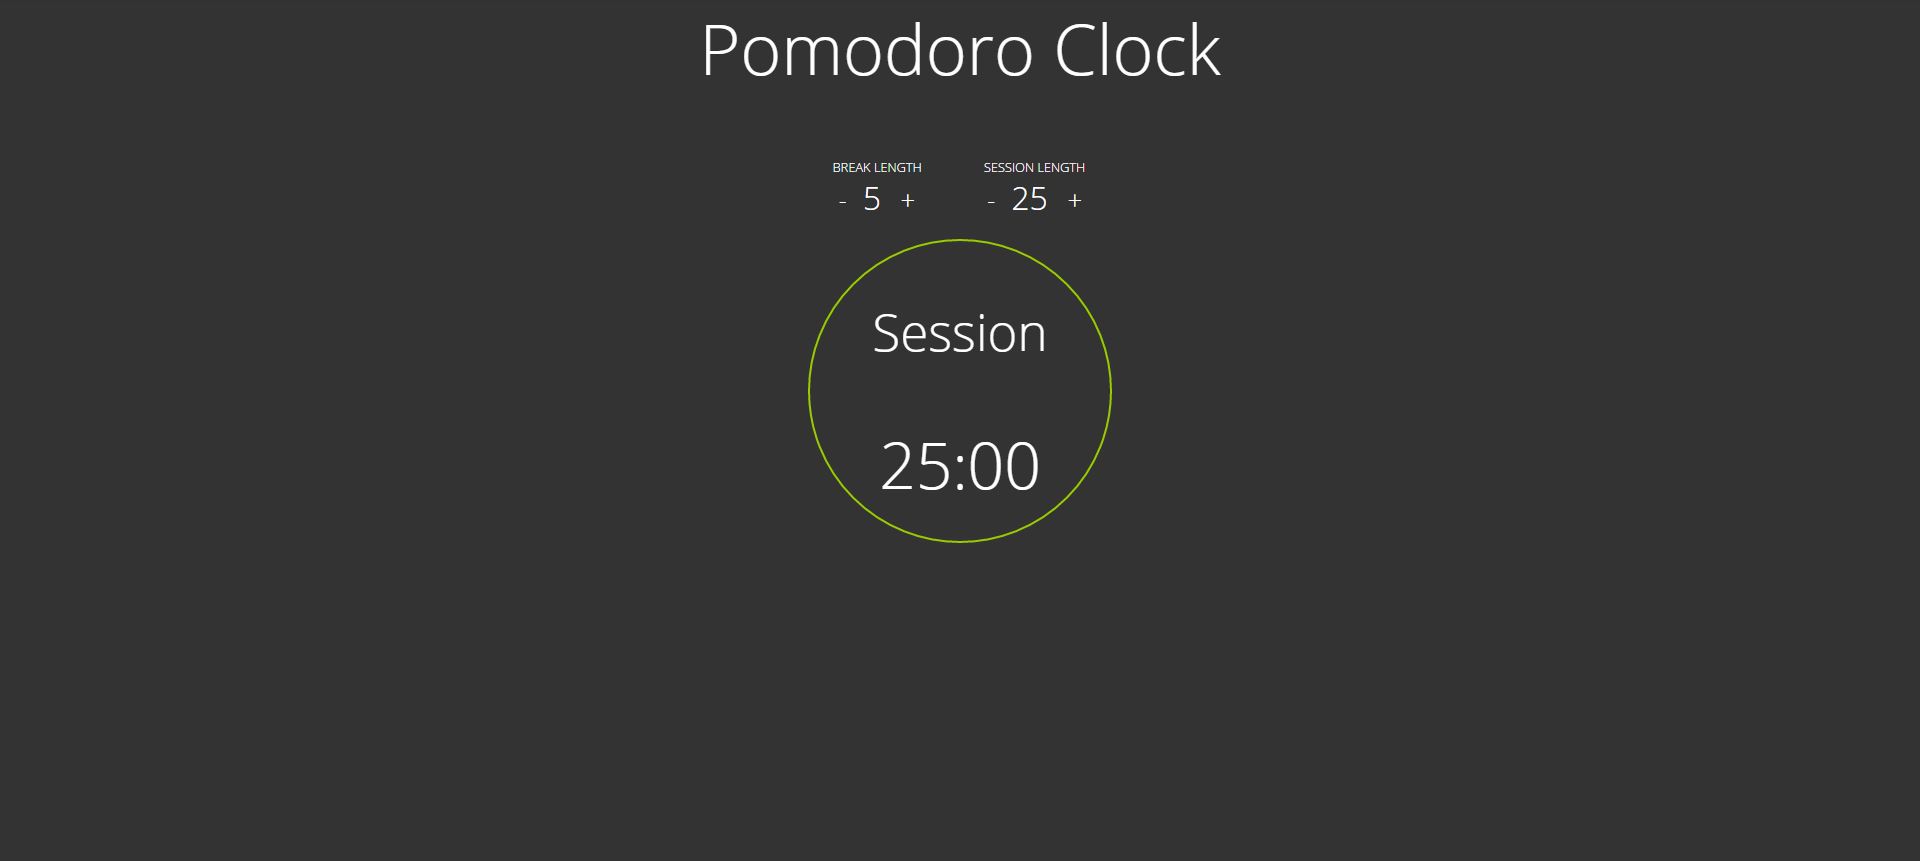 Pomodoro Clock
BREAK LENGTH
- 5 +
SESSION LENGTH
- 25 +
Session
25:00